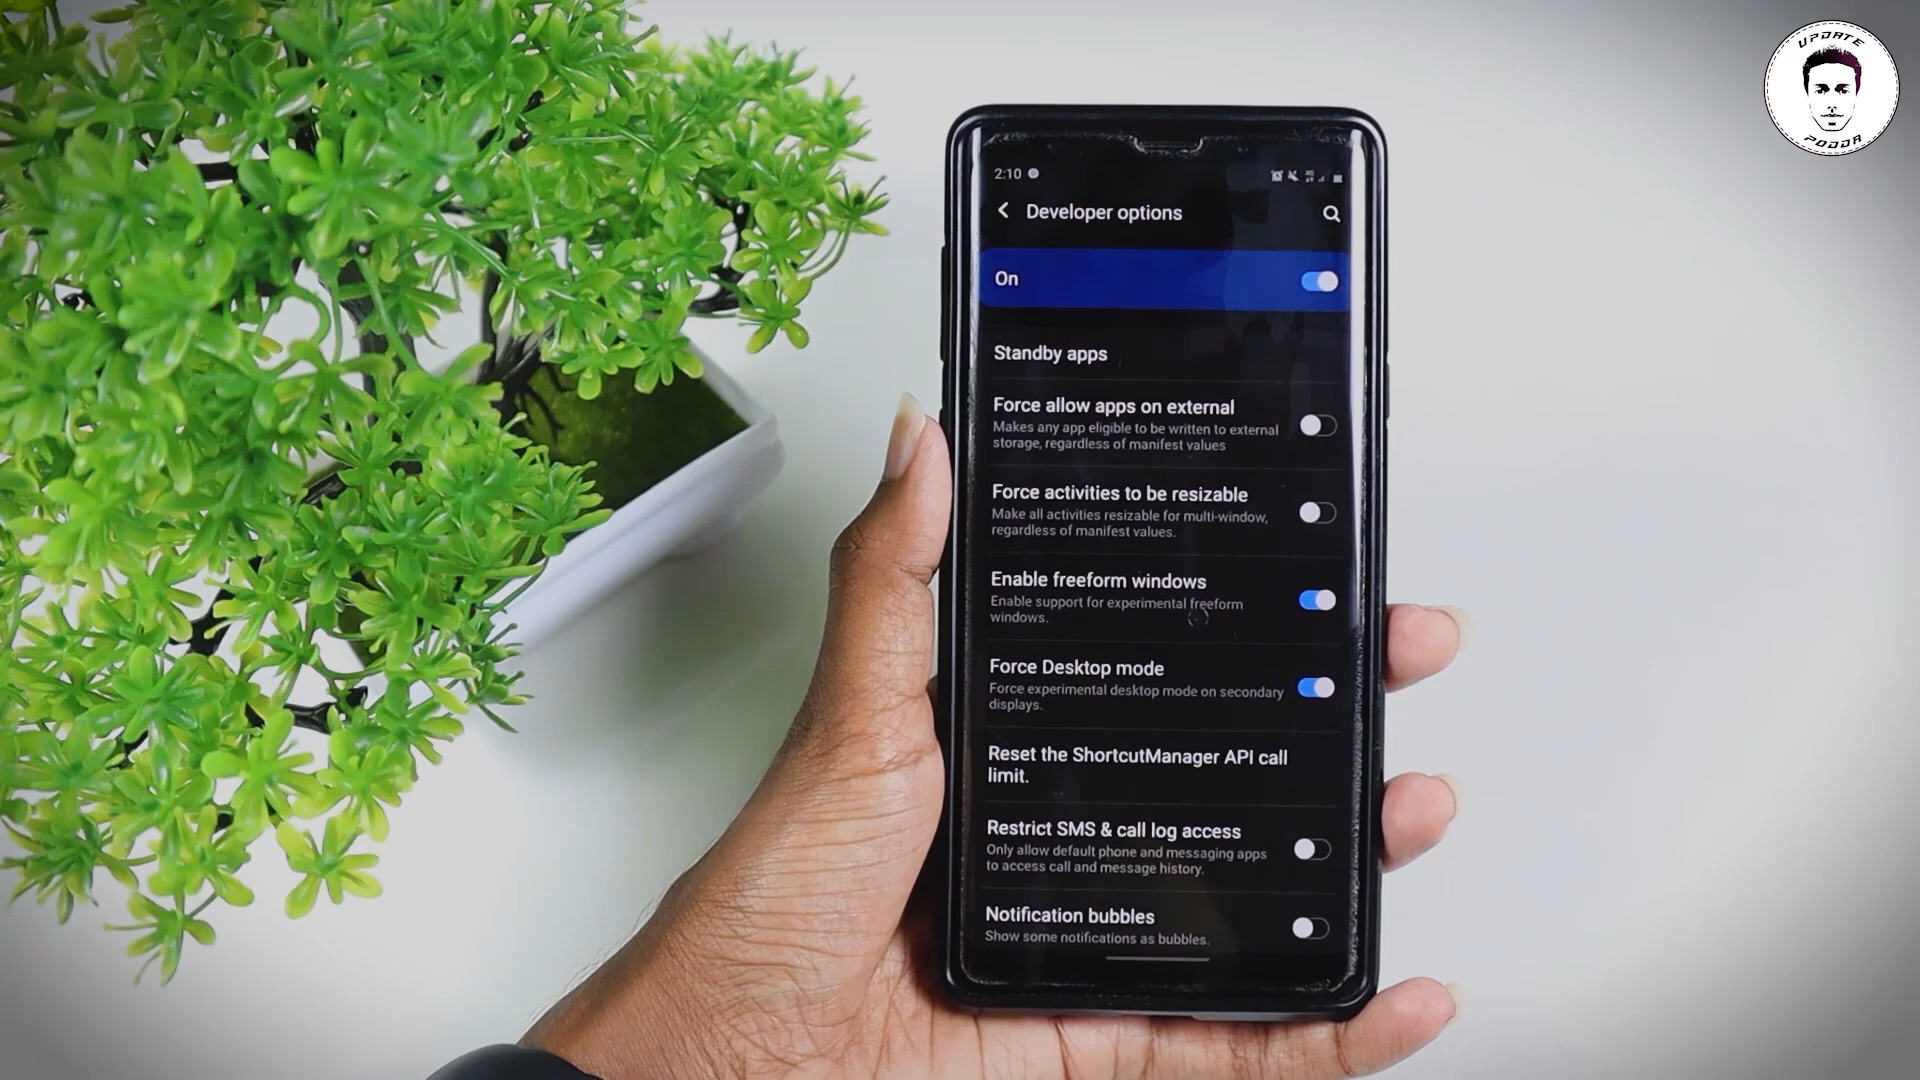 UPDATE
PODDA
2:10
Developer options
On
Standby apps
Force allow apps on external
Makes any app eligible to be written to external
storage, regardless of manifest values
Force activities to be resizable
Make all activities resizable for multi-window,
regardless of manifest values.
Enable freeform windows
Enable support for experimental freeform
windows.
Force Desktop mode
Force experimental desktop mode on secondary
displays.
Reset the ShortcutManager API call
limit.
Restrict SMS & call log access
Only allow default phone and messaging apps
to access call and message history.
Notification bubbles
Show some notifications as bubbles.